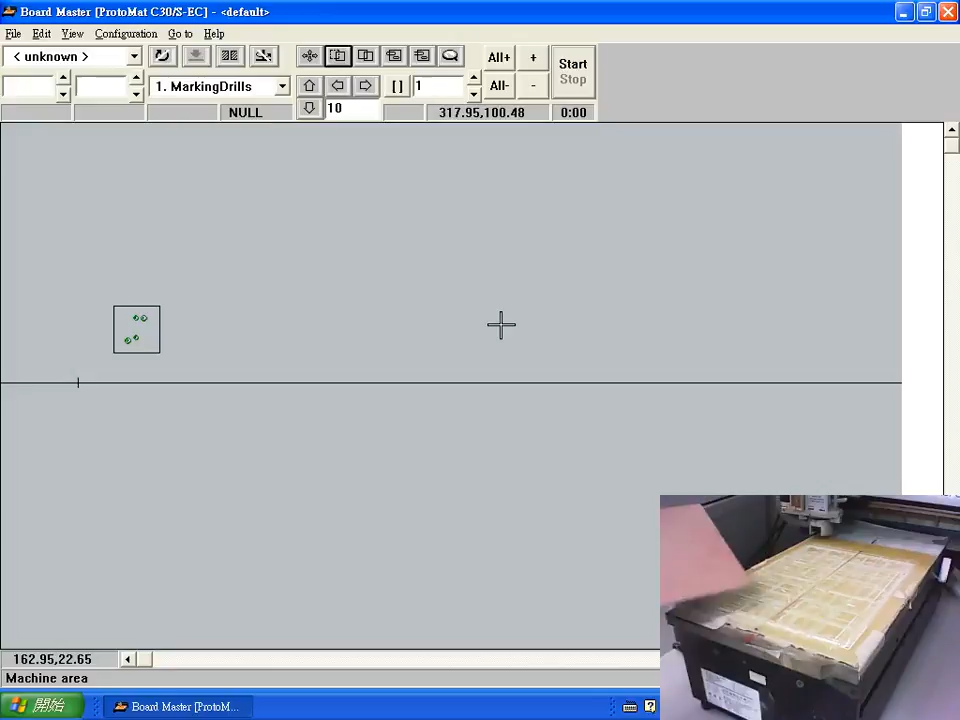 Board Master [ProtoMat C30/S-EC] - <default>
File Edit View Configuration Go to Help
< unknown > All+ + Start
Stop
1. MarkingDrills [ ] 1 All- -
NULL 10 317.95,100.48 0:00
162.95,22.65
Machine area
開始 Board Master [ProtoM...